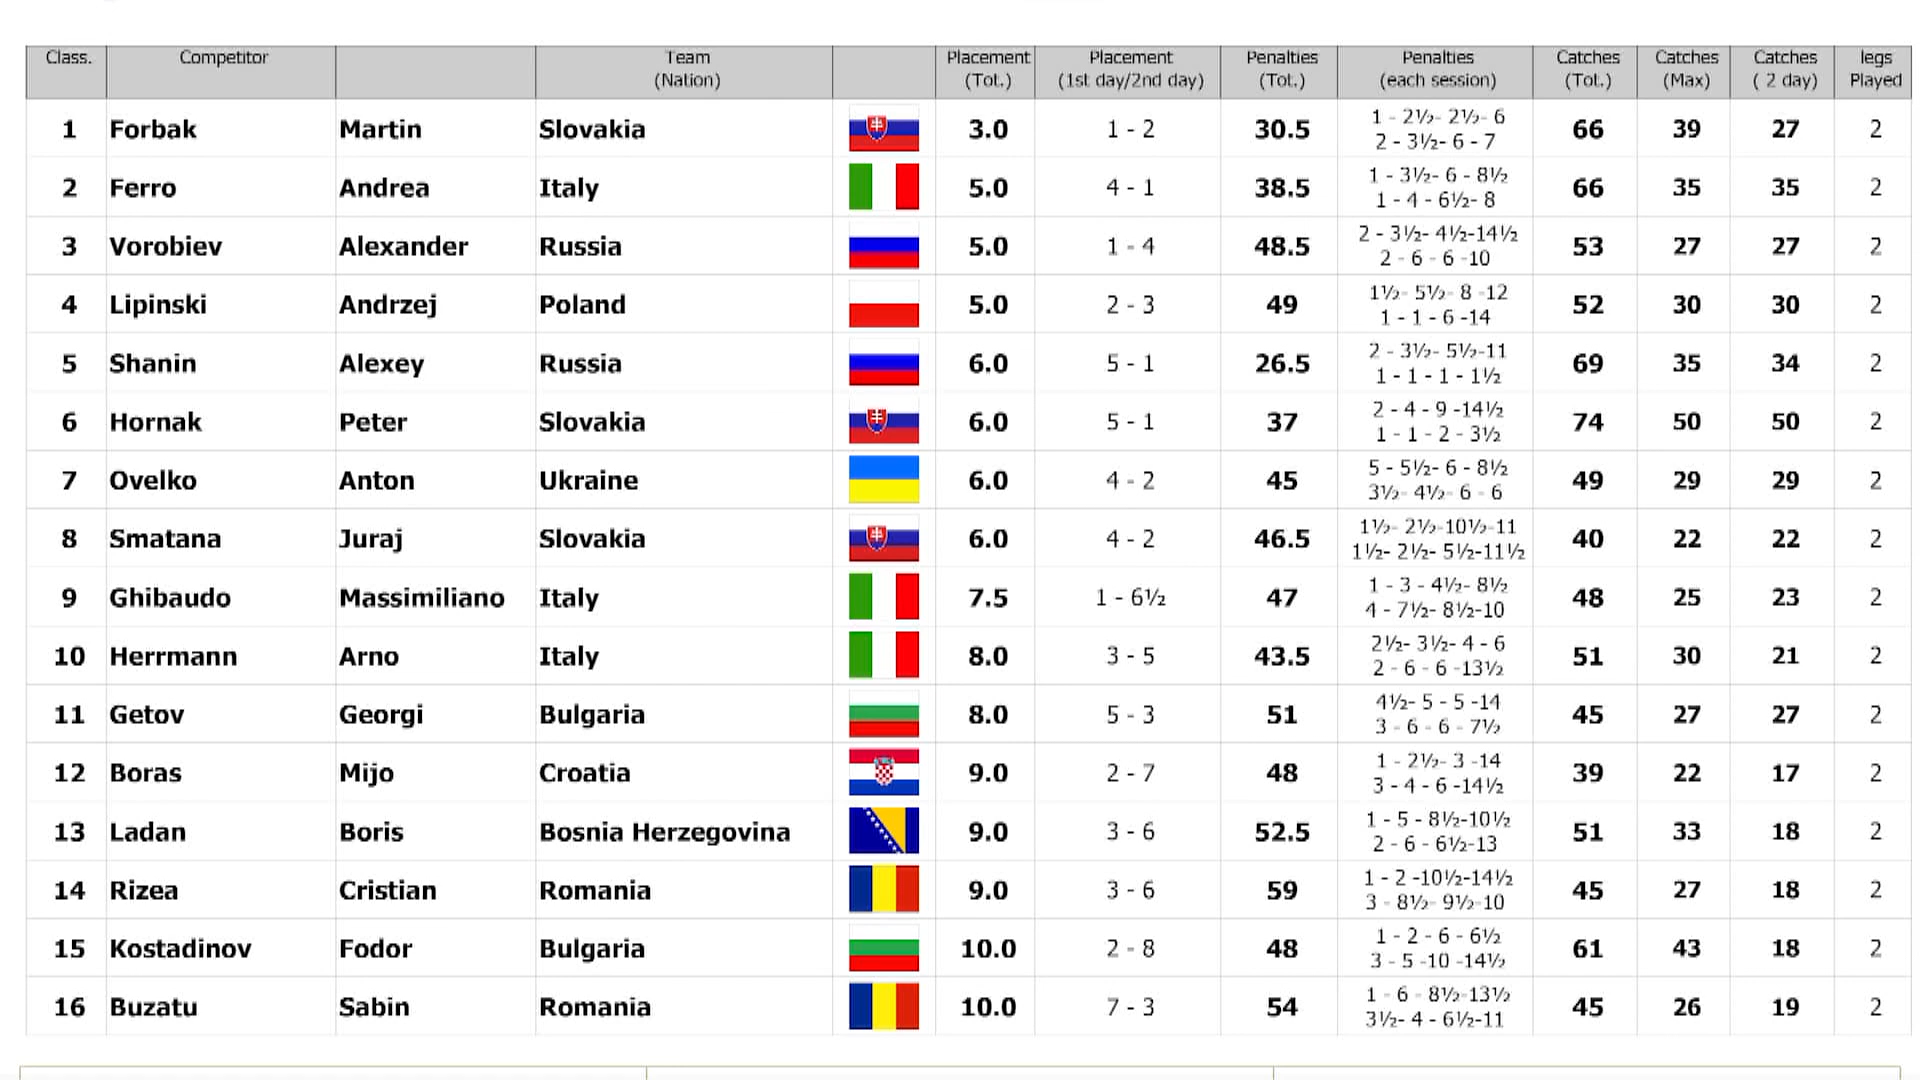 Class. Competitor Team (Nation) Placement (Tot.) Placement (1st day/2nd day) Penalties (Tot.) Penalties (each session) Catches (Tot.) Catches (Max) Catches ( 2 day) legs Played
1 Forbak Martin Slovakia 3.0 1 - 2 30.5 1 - 2½- 2½- 6 2 - 3½- 6 - 7 66 39 27 2
2 Ferro Andrea Italy 5.0 4 - 1 38.5 1 - 3½- 6 - 8½ 1 - 4 - 6½- 8 66 35 35 2
3 Vorobiev Alexander Russia 5.0 1 - 4 48.5 2 - 3½- 4½-14½ 2 - 6 - 6 -10 53 27 27 2
4 Lipinski Andrzej Poland 5.0 2 - 3 49 1½- 5½- 8 -12 1 - 1 - 6 -14 52 30 30 2
5 Shanin Alexey Russia 6.0 5 - 1 26.5 2 - 3½- 5½-11 1 - 1 - 1 - 1½ 69 35 34 2
6 Hornak Peter Slovakia 6.0 5 - 1 37 2 - 4 - 9 -14½ 1 - 1 - 2 - 3½ 74 50 50 2
7 Ovelko Anton Ukraine 6.0 4 - 2 45 5 - 5½- 6 - 8½ 3½- 4½- 6 - 6 49 29 29 2
8 Smatana Juraj Slovakia 6.0 4 - 2 46.5 1½- 2½-10½-11 1½- 2½- 5½-11½ 40 22 22 2
9 Ghibaudo Massimiliano Italy 7.5 1 - 6½ 47 1 - 3 - 4½- 8½ 4 - 7½- 8½-10 48 25 23 2
10 Herrmann Arno Italy 8.0 3 - 5 43.5 2½- 3½- 4 - 6 2 - 6 - 6 -13½ 51 30 21 2
11 Getov Georgi Bulgaria 8.0 5 - 3 51 4½- 5 - 5 -14 3 - 6 - 6 - 7½ 45 27 27 2
12 Boras Mijo Croatia 9.0 2 - 7 48 1 - 2½- 3 -14 3 - 4 - 6 -14½ 39 22 17 2
13 Ladan Boris Bosnia Herzegovina 9.0 3 - 6 52.5 1 - 5 - 8½-10½ 2 - 6 - 6½-13 51 33 18 2
14 Rizea Cristian Romania 9.0 3 - 6 59 1 - 2 -10½-14½ 3 - 8½- 9½-10 45 27 18 2
15 Kostadinov Fodor Bulgaria 10.0 2 - 8 48 1 - 2 - 6 - 6½ 3 - 5 -10 -14½ 61 43 18 2
16 Buzatu Sabin Romania 10.0 7 - 3 54 1 - 6 - 8½-13½ 3½- 4 - 6½-11 45 26 19 2